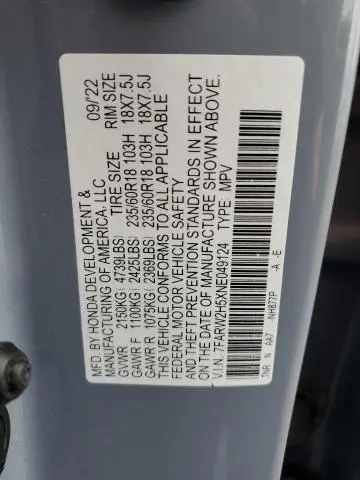 MFD. BY HONDA DEVELOPMENT & 09/'22
MANUFACTURING OF AMERICA, LLC
TIRE SIZE RIM SIZE
GVWR 2150KG( 4739LBS)
GAWR F 1100KG( 2425LBS) 235/60R18 103H 18X7.5J
GAWR R 1075KG( 2369LBS) 235/60R18 103H 18X7.5J
THIS VEHICLE CONFORMS TO ALL APPLICABLE
FEDERAL MOTOR VEHICLE SAFETY
AND THEFT PREVENTION STANDARDS IN EFFECT
ON THE DATE OF MANUFACTURE SHOWN ABOVE.
V.I.N. 7FARW2H5XNE049124 TYPE MPV
TNR N AA7 -NH877P -A -E